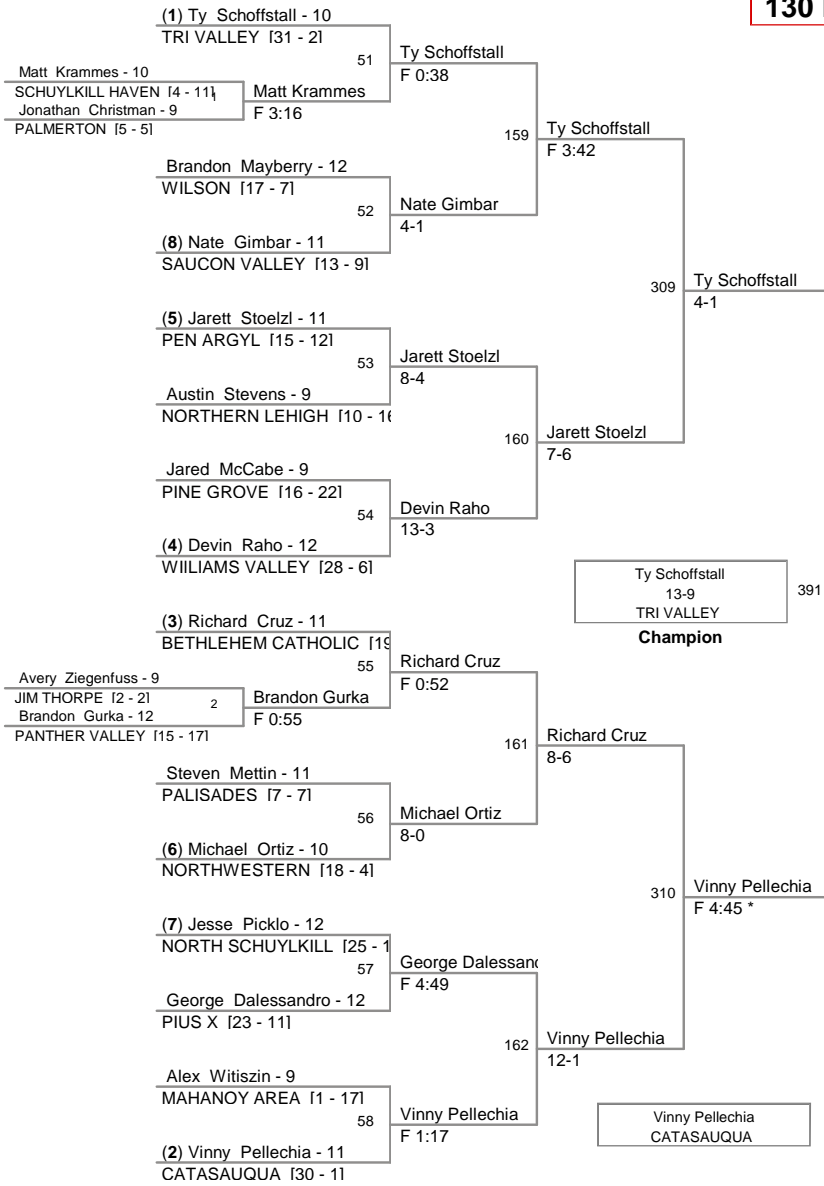 130
(1) Ty Schoffstall - 10
TRI VALLEY [31 - 2]
51
Ty Schoffstall
F 0:38
Matt Krammes - 10
SCHUYLKILL HAVEN [4 - 11]
1
Jonathan Christman - 9
PALMERTON [5 - 5]
Matt Krammes
F 3:16
159
Ty Schoffstall
F 3:42
Brandon Mayberry - 12
WILSON [17 - 7]
52
Nate Gimbar
4-1
(8) Nate Gimbar - 11
SAUCON VALLEY [13 - 9]
309
Ty Schoffstall
4-1
(5) Jarett Stoelzl - 11
PEN ARGYL [15 - 12]
53
Jarett Stoelzl
8-4
Austin Stevens - 9
NORTHERN LEHIGH [10 - 16
160
Jarett Stoelzl
7-6
Jared McCabe - 9
PINE GROVE [16 - 22]
54
Devin Raho
13-3
(4) Devin Raho - 12
WIILIAMS VALLEY [28 - 6]
Ty Schoffstall
13-9
TRI VALLEY
391
Champion
(3) Richard Cruz - 11
BETHLEHEM CATHOLIC [19
55
Richard Cruz
F 0:52
Avery Ziegenfuss - 9
JIM THORPE [2 - 2]
2
Brandon Gurka - 12
PANTHER VALLEY [15 - 17]
Brandon Gurka
F 0:55
161
Richard Cruz
8-6
Steven Mettin - 11
PALISADES [7 - 7]
56
Michael Ortiz
8-0
(6) Michael Ortiz - 10
NORTHWESTERN [18 - 4]
310
Vinny Pellechia
F 4:45 *
(7) Jesse Picklo - 12
NORTH SCHUYLKILL [25 - 1
57
George Dalessand
F 4:49
George Dalessandro - 12
PIUS X [23 - 11]
162
Vinny Pellechia
12-1
Alex Witiszin - 9
MAHANOY AREA [1 - 17]
58
Vinny Pellechia
F 1:17
(2) Vinny Pellechia - 11
CATASAUQUA [30 - 1]
Vinny Pellechia
CATASAUQUA